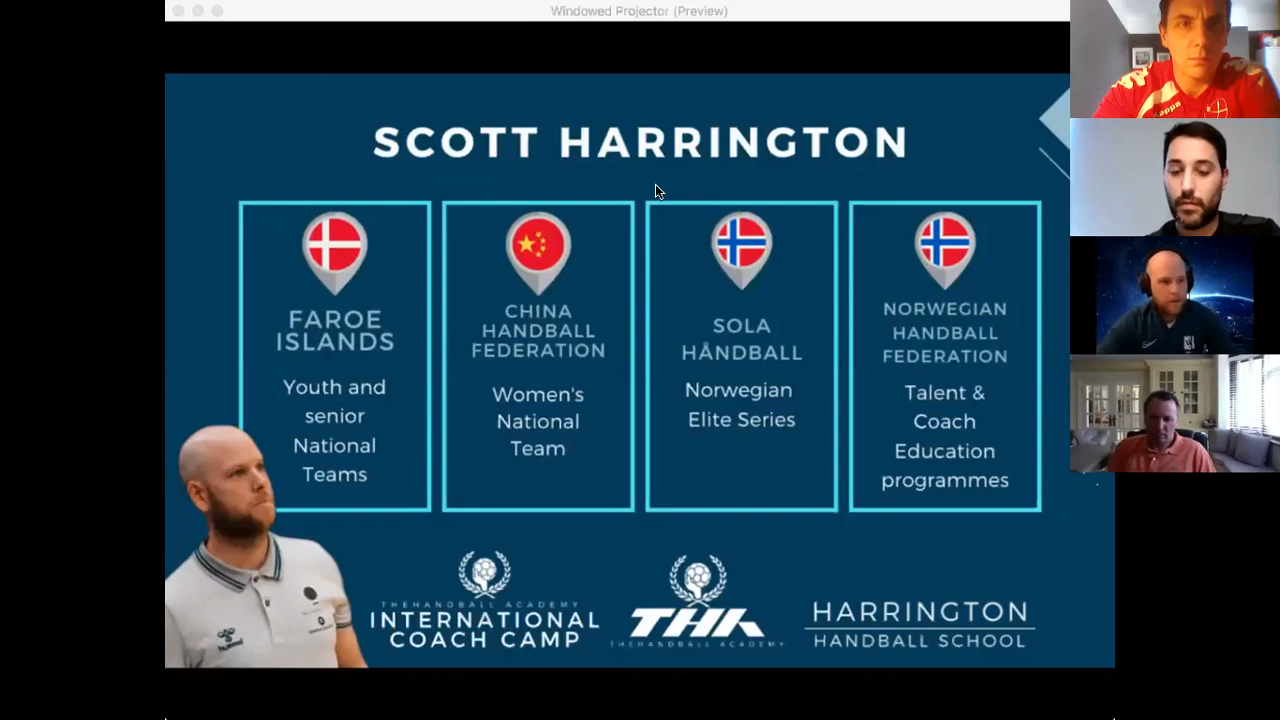 Windowed Projector (Preview)
SCOTT HARRINGTON
FAROE
ISLANDS
Youth and
senior
National
Teams
CHINA
HANDBALL
FEDERATION
Women's
National
Team
SOLA
HÅNDBALL
Norwegian
Elite Series
NORWEGIAN
HANDBALL
FEDERATION
Talent &
Coach
Education
programmes
THEHANDBALL ACADEMY
INTERNATIONAL
COACH CAMP
THA
THEHANDBALL ACADEMY
HARRINGTON
HANDBALL SCHOOL
Kappa